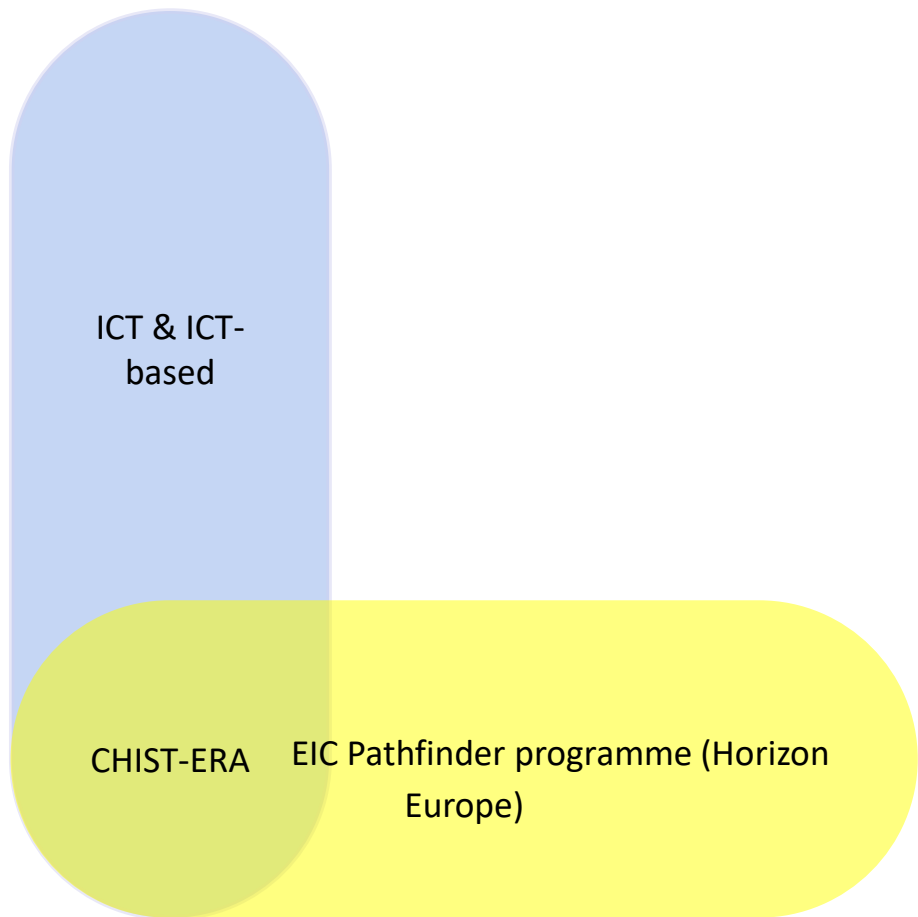 ICT & ICT-
based
CHIST-ERA
EIC Pathfinder programme (Horizon
Europe)